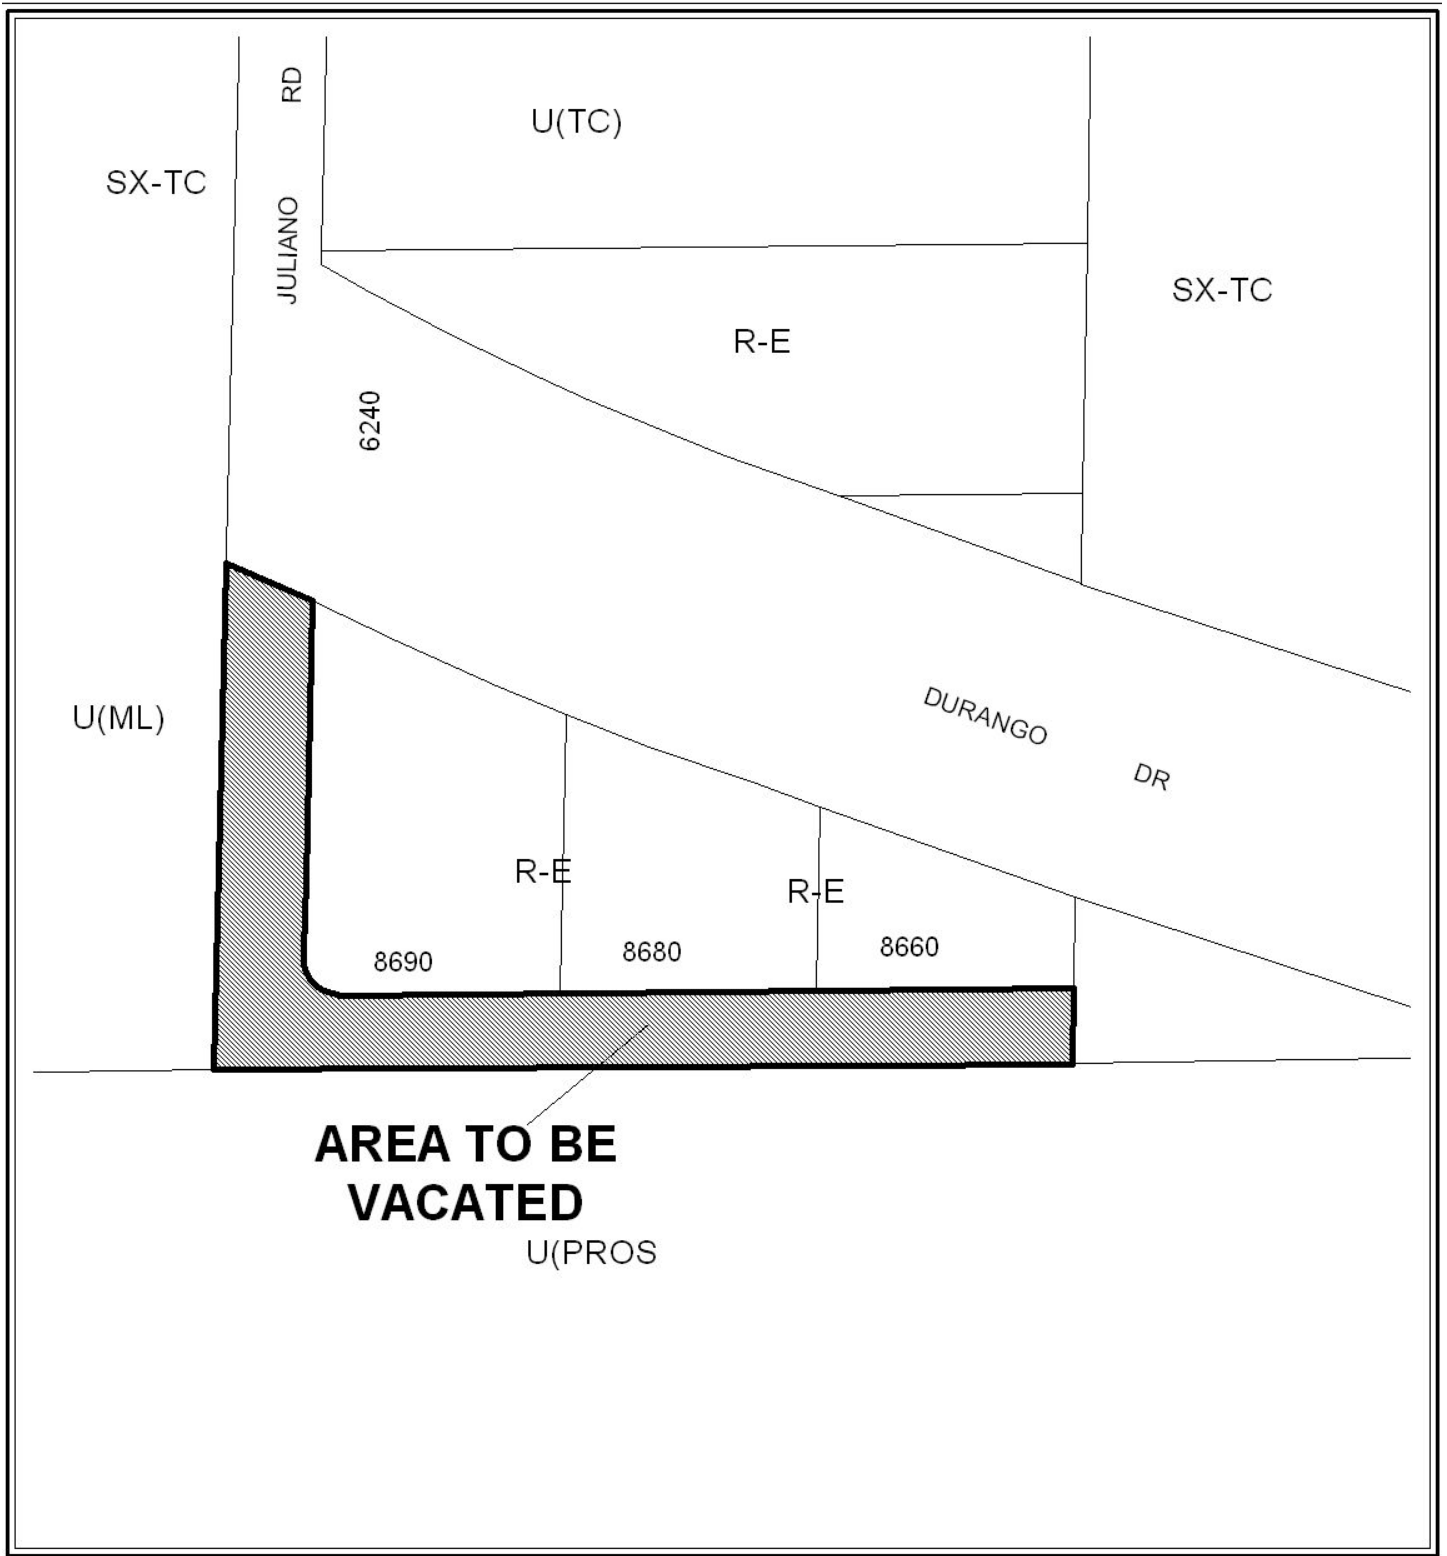 RD
U(TC)
SX-TC
JULIANO
SX-TC
R-E
6240
DURANGO
U(ML)
DR
R-E
R-E
8690
8680
8660
AREA TO BE
VACATED
U(PROS